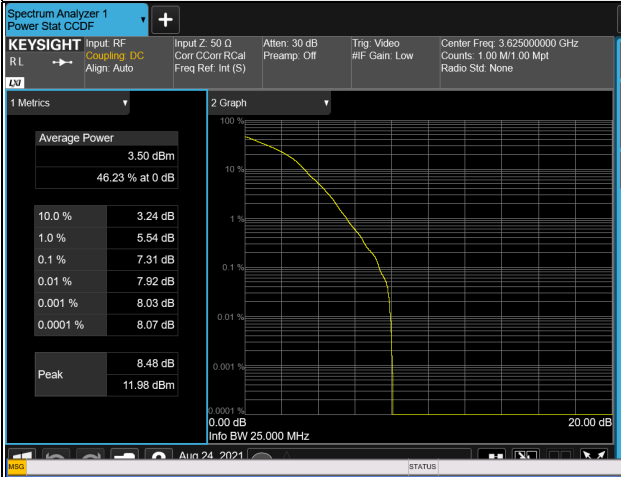 Spectrum Analyzer 1
Power Stat CCDF
+
KEYSIGHT
R L
LXI
Input: RF
Coupling: DC
Align: Auto
Input Z: 50 Ω
Corr CCorr RCal
Freq Ref: Int (S)
Atten: 30 dB
Preamp: Off
Trig: Video
#IF Gain: Low
Center Freq: 3.625000000 GHz
Counts: 1.00 M/1.00 Mpt
Radio Std: None
1 Metrics
Average Power
3.50 dBm
46.23 % at 0 dB
10.0 % 3.24 dB
1.0 % 5.54 dB
0.1 % 7.31 dB
0.01 % 7.92 dB
0.001 % 8.03 dB
0.0001 % 8.07 dB
Peak
8.48 dB
11.98 dBm
2 Graph
100 %
10 %
1 %
0.1 %
0.01 %
0.001 %
0.0001 %
0.00 dB 20.00 dB
Info BW 25.000 MHz
Aug 24, 2021
MSG STATUS